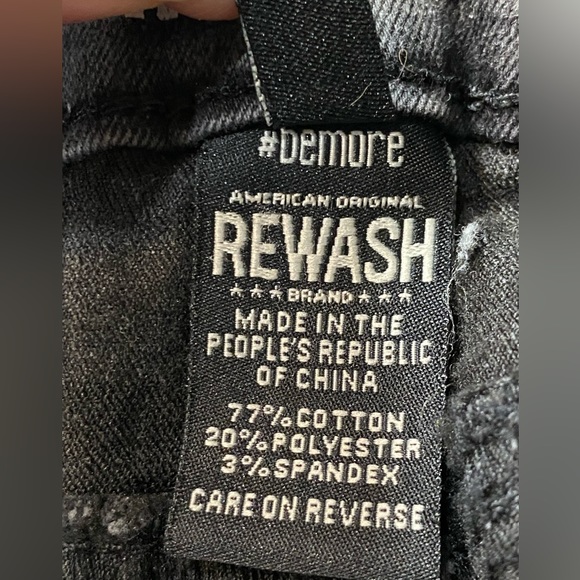 #bemore
AMERICAN ORIGINAL
REWASH
★★★ BRAND ★★★
MADE IN THE
PEOPLE'S REPUBLIC
OF CHINA
77% COTTON
20% POLYESTER
3% SPANDEX
CARE ON REVERSE